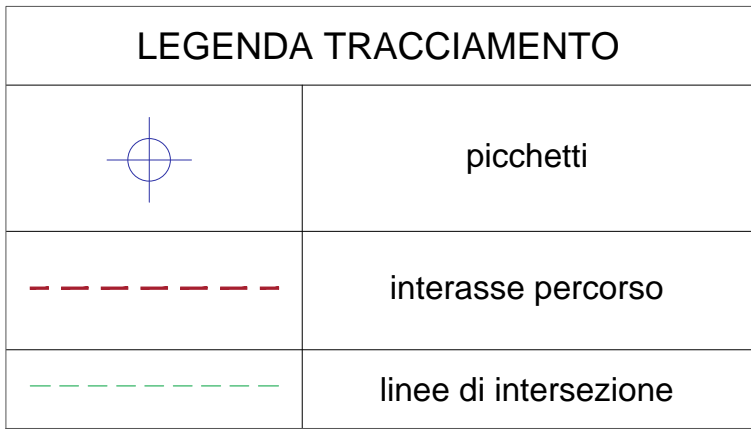 LEGENDA TRACCIAMENTO
picchetti
interasse percorso
linee di intersezione